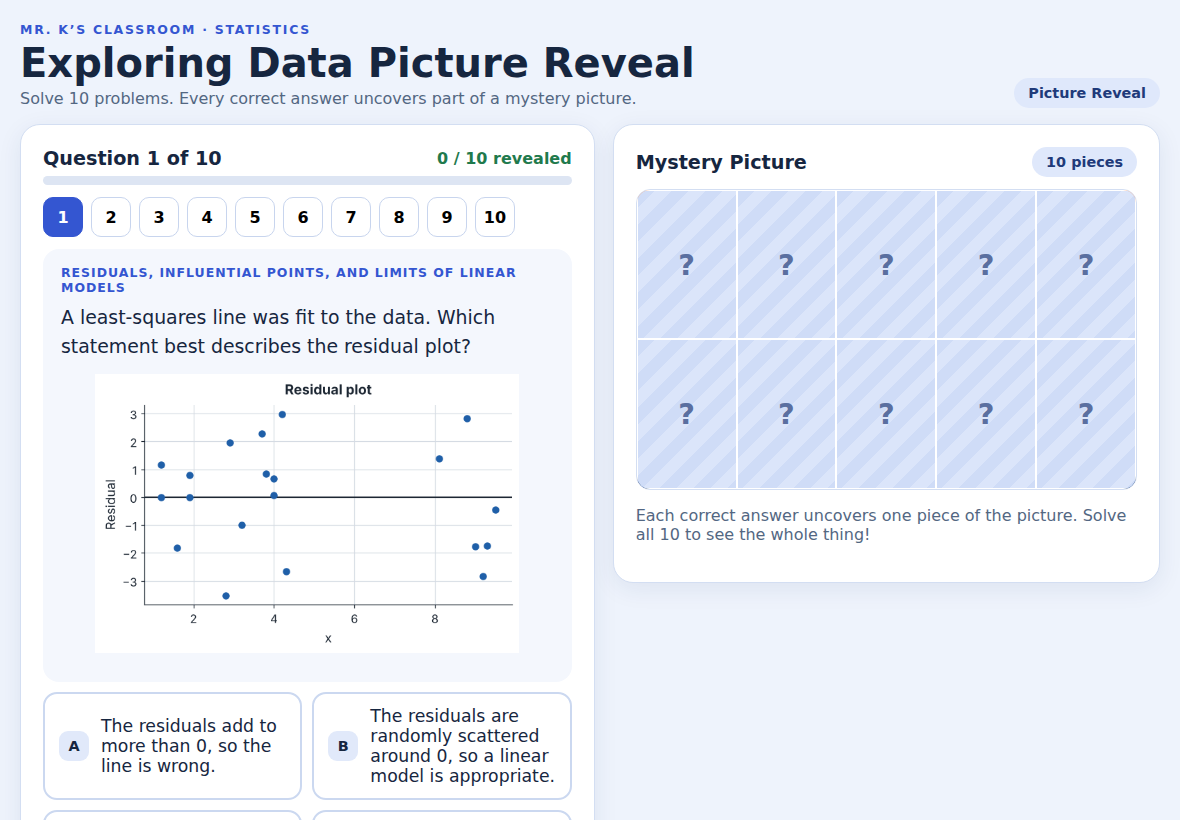 MR. K’S CLASSROOM · STATISTICS
Exploring Data Picture Reveal
Solve 10 problems. Every correct answer uncovers part of a mystery picture.
Picture Reveal
Question 1 of 10
0 / 10 revealed
1 2 3 4 5 6 7 8 9 10
RESIDUALS, INFLUENTIAL POINTS, AND LIMITS OF LINEAR
MODELS
A least-squares line was fit to the data. Which
statement best describes the residual plot?
Residual plot
3
2
1
0
−1
−2
−3
Residual
2 4 6 8
x
A
The residuals add to
more than 0, so the
line is wrong.
B
The residuals are
randomly scattered
around 0, so a linear
model is appropriate.
Mystery Picture
10 pieces
? ? ? ? ?
? ? ? ? ?
Each correct answer uncovers one piece of the picture. Solve
all 10 to see the whole thing!